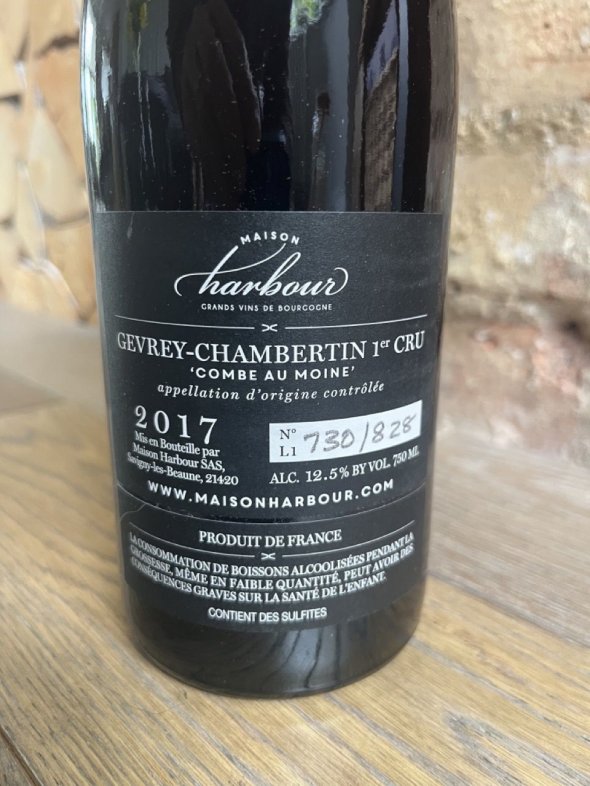 MAISON
harbour
GRANDS VINS DE BOURGOGNE
GEVREY-CHAMBERTIN 1er CRU
'COMBE AU MOINE'
appellation d'origine contrôlée
2017
Mis en Bouteille par
Maison Harbour SAS,
Savigny-les-Beaune, 21420
N° 730/828
L1
ALC. 12.5% BY VOL. 750 ML
WWW.MAISONHARBOUR.COM
PRODUIT DE FRANCE
LA CONSOMMATION DE BOISSONS ALCOOLISÉES PENDANT LA
GROSSESSE, MÊME EN FAIBLE QUANTITÉ, PEUT AVOIR DES
CONSÉQUENCES GRAVES SUR LA SANTÉ DE L'ENFANT.
CONTIENT DES SULFITES